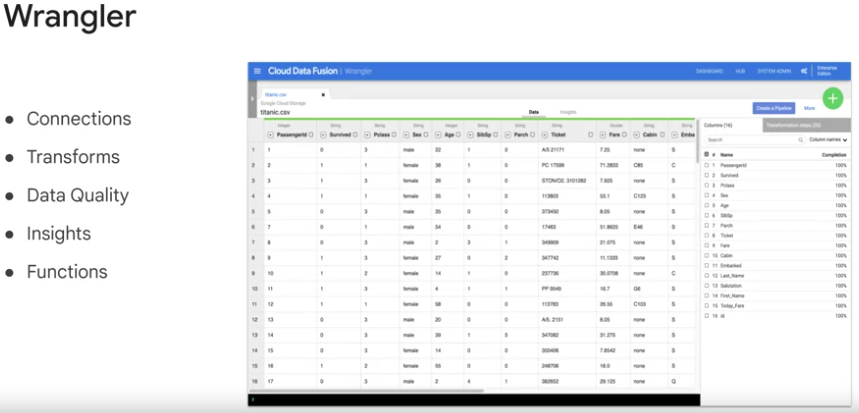 Wrangler
Cloud Data Fusion | Wrangler
DASHBOARD HUB SYSTEM ADMIN Enterprise Edition
titanic.csv
Google Cloud Storage
titanic.csv
Data Insights
Create a Pipeline More
Columns (16) Transformation steps
Search Column names
# Name Completion
Integer String String String Integer String String String Double String String
PassengerId Survived Pclass Sex Age SibSp Parch Ticket Fare Cabin Emba
1 1 0 3 male 22 1 0 A/5 21171 7.25 none S
2 2 1 1 female 38 1 0 PC 17599 71.2833 C85 C
3 3 1 3 female 26 0 0 STON/O2. 3101282 7.925 none S
4 4 1 1 female 35 1 0 113803 53.1 C123 S
5 5 0 3 male 35 0 0 373450 8.05 none S
6 7 0 1 male 54 0 0 17463 51.8625 E46 S
7 8 0 3 male 2 3 1 349909 21.075 none S
8 9 1 3 female 27 0 2 347742 11.1333 none S
9 10 1 2 female 14 1 0 237736 30.0708 none C
10 11 1 3 female 4 1 1 PP 9549 16.7 G6 S
11 12 1 1 female 58 0 0 113783 26.55 C103 S
12 13 0 3 male 20 0 0 A/5. 2151 8.05 none S
13 14 0 3 male 39 1 5 347082 31.275 none S
14 15 0 3 female 14 0 0 350406 7.8542 none S
15 16 1 2 female 55 0 0 248706 16.0 none S
16 17 0 3 male 2 4 1 382652 29.125 none Q
1 PassengerId 100%
2 Survived 100%
3 Pclass 100%
4 Sex 100%
5 Age 100%
6 SibSp 100%
7 Parch 100%
8 Ticket 100%
9 Fare 100%
10 Cabin 100%
11 Embarked 100%
12 Last_Name 100%
13 Salutation 100%
14 First_Name 100%
15 Today_Fare 100%
16 id 100%
• Connections
• Transforms
• Data Quality
• Insights
• Functions